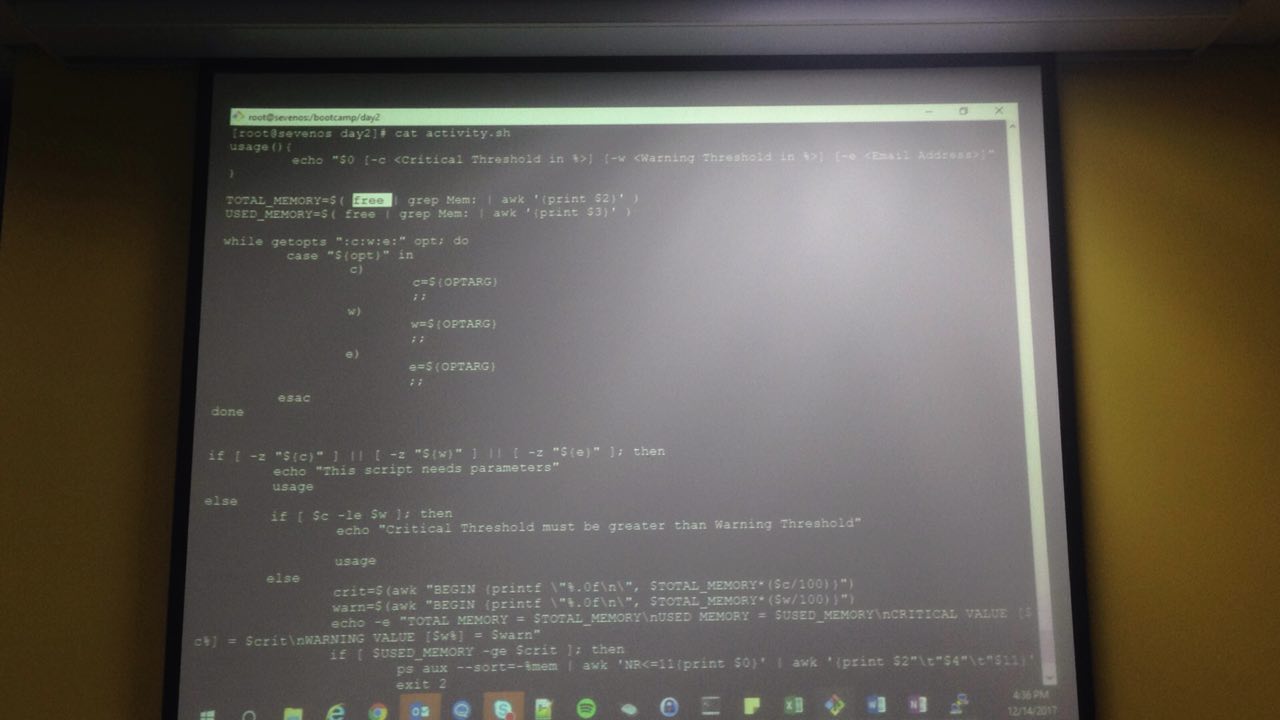 root@sevenos:/bootcamp/day2
[root@sevenos day2]# cat activity.sh
usage(){
echo "$0 [-c <Critical Threshold in %>] [-w <Warning Threshold in %>] [-e <Email Address>]"
}
TOTAL_MEMORY=$( free | grep Mem: | awk '{print $2}' )
USED_MEMORY=$( free | grep Mem: | awk '{print $3}' )
while getopts ":c:w:e:" opt; do
case "${opt}" in
c)
c=${OPTARG}
;;
w)
w=${OPTARG}
;;
e)
e=${OPTARG}
;;
esac
done
if [ -z "${c}" ] || [ -z "${w}" ] || [ -z "${e}" ]; then
echo "This script needs parameters"
usage
else
if [ $c -le $w ]; then
echo "Critical Threshold must be greater than Warning Threshold"
usage
else
crit=$(awk "BEGIN {printf \"%.0f\n\", $TOTAL_MEMORY*($c/100)}")
warn=$(awk "BEGIN {printf \"%.0f\n\", $TOTAL_MEMORY*($w/100)}")
echo -e "TOTAL MEMORY = $TOTAL_MEMORY\nUSED MEMORY = $USED_MEMORY\nCRITICAL VALUE [$
c%] = $crit\nWARNING VALUE [$w%] = $warn"
if [ $USED_MEMORY -ge $crit ]; then
ps aux --sort=-%mem | awk 'NR<=11{print $0}' | awk '{print $2"\t"$4"\t"$11}'
exit 2
4:36 PM
12/14/2017